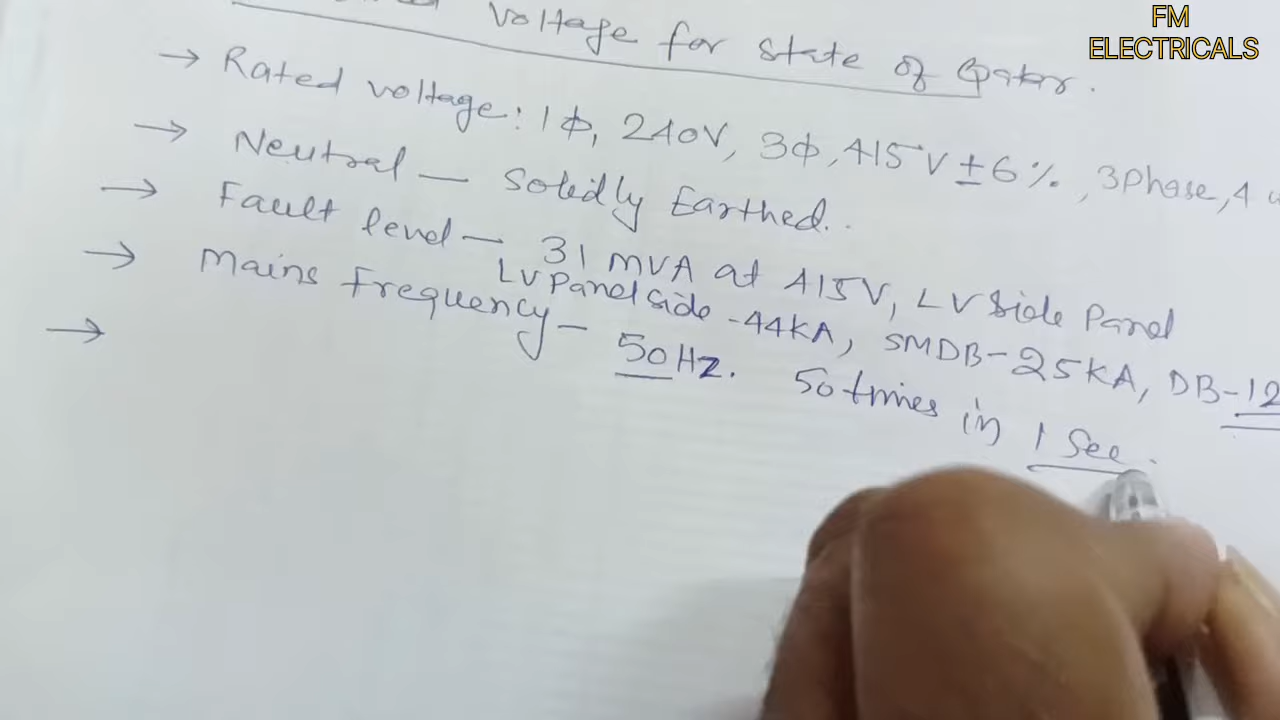 FM
ELECTRICALS
Voltage for State of Qatar.
→ Rated voltage: 1ф, 240V, 3ф, 415V ± 6%, 3Phase, 4
→ Neutral — Solidly Earthed..
→ Fault level — 31 MVA at 415V, LV Side Panel
LV Panel side - 44KA, SMDB - 25KA, DB - 12
→ Mains Frequency — 50Hz. 50 times in 1 Sec.
→